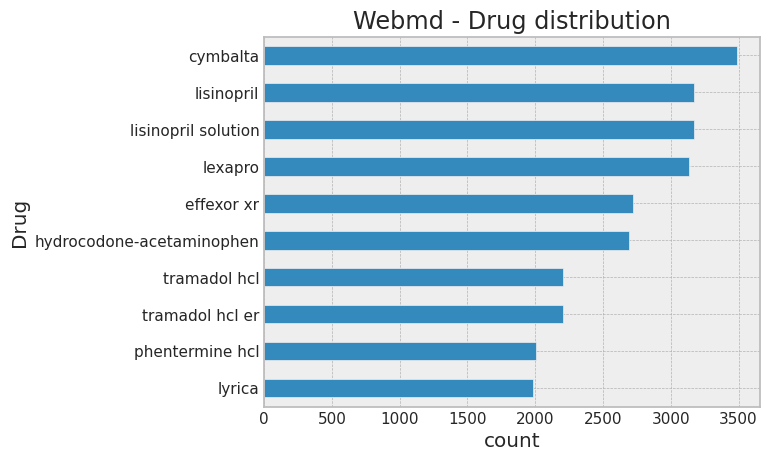 Webmd - Drug distribution
cymbalta
lisinopril
lisinopril solution
lexapro
effexor xr
hydrocodone-acetaminophen
tramadol hcl
tramadol hcl er
phentermine hcl
lyrica
Drug
0 500 1000 1500 2000 2500 3000 3500
count